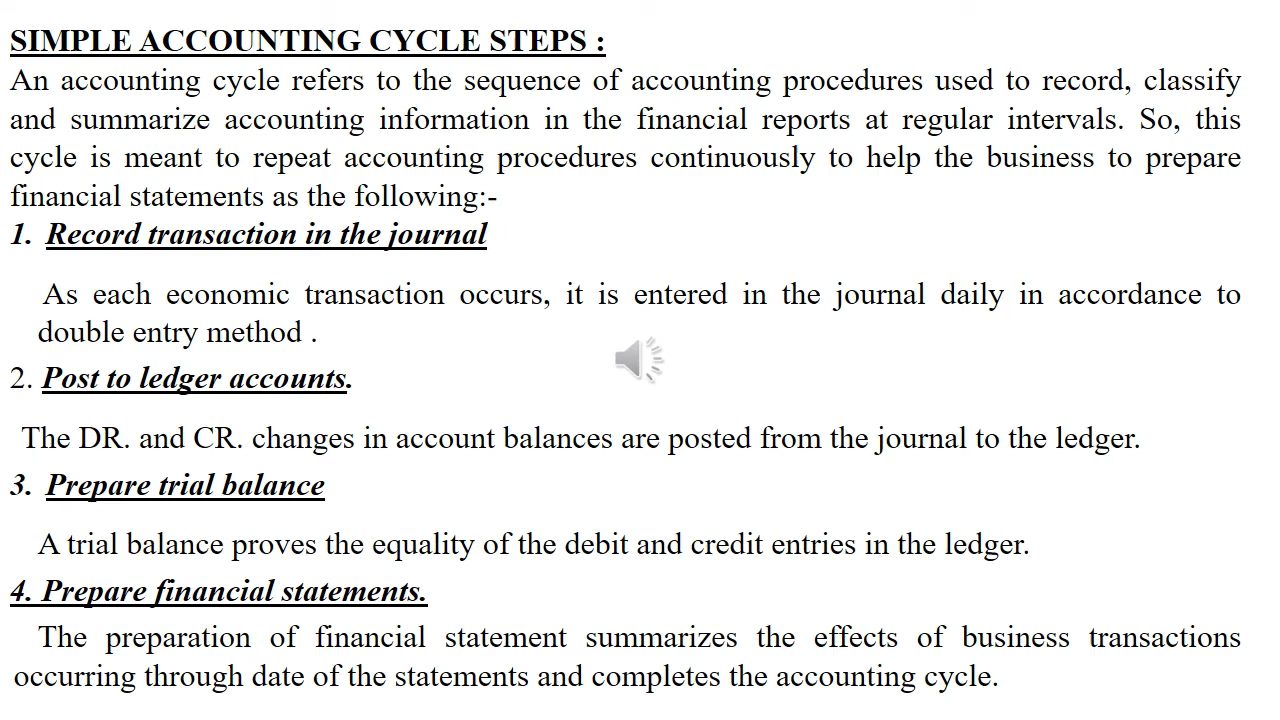 SIMPLE ACCOUNTING CYCLE STEPS :
An accounting cycle refers to the sequence of accounting procedures used to record, classify
and summarize accounting information in the financial reports at regular intervals. So, this
cycle is meant to repeat accounting procedures continuously to help the business to prepare
financial statements as the following:-
1. Record transaction in the journal
As each economic transaction occurs, it is entered in the journal daily in accordance to
double entry method .
2. Post to ledger accounts.
The DR. and CR. changes in account balances are posted from the journal to the ledger.
3. Prepare trial balance
A trial balance proves the equality of the debit and credit entries in the ledger.
4. Prepare financial statements.
The preparation of financial statement summarizes the effects of business transactions
occurring through date of the statements and completes the accounting cycle.